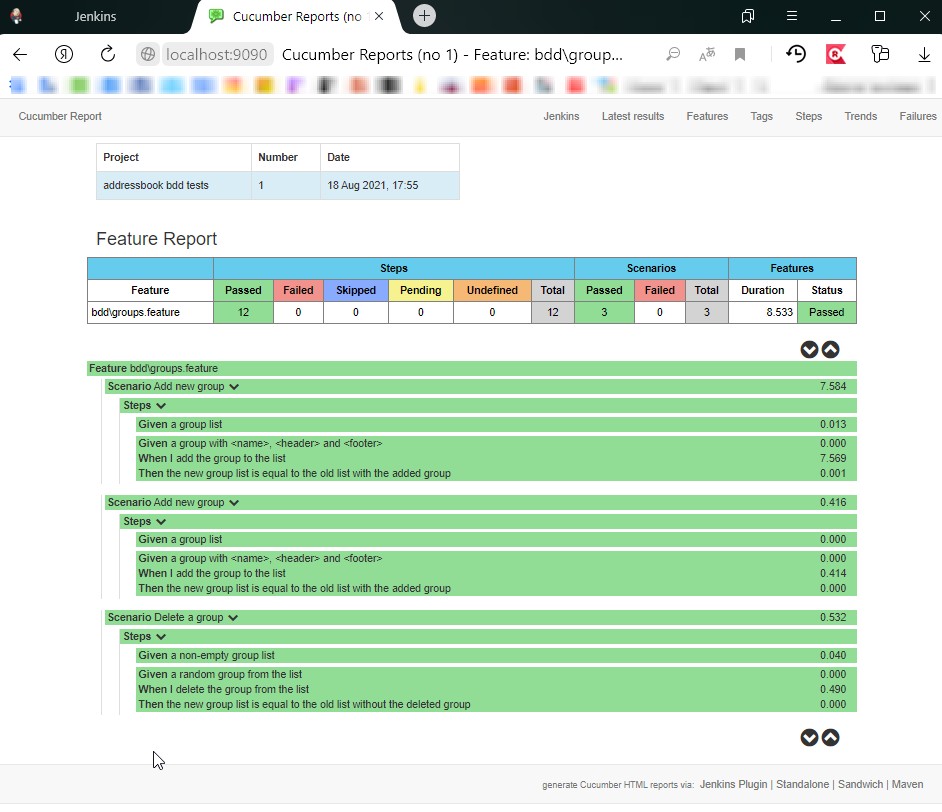 Jenkins
Cucumber Reports (no
localhost:9090 Cucumber Reports (no 1) - Feature: bdd\group...
Cucumber Report Jenkins Latest results Features Tags Steps Trends Failures
Project Number Date
addressbook bdd tests 1 18 Aug 2021, 17:55
Feature Report
Steps Scenarios Features
Feature Passed Failed Skipped Pending Undefined Total Passed Failed Total Duration Status
bdd\groups.feature 12 0 0 0 0 12 3 0 3 8.533 Passed
Feature bdd\groups.feature
Scenario Add new group 7.584
Steps
Given a group list 0.013
Given a group with <name>, <header> and <footer> 0.000
When I add the group to the list 7.569
Then the new group list is equal to the old list with the added group 0.001
Scenario Add new group 0.416
Steps
Given a group list 0.000
Given a group with <name>, <header> and <footer> 0.000
When I add the group to the list 0.414
Then the new group list is equal to the old list with the added group 0.000
Scenario Delete a group 0.532
Steps
Given a non-empty group list 0.040
Given a random group from the list 0.000
When I delete the group from the list 0.490
Then the new group list is equal to the old list without the deleted group 0.000
generate Cucumber HTML reports via: Jenkins Plugin | Standalone | Sandwich | Maven